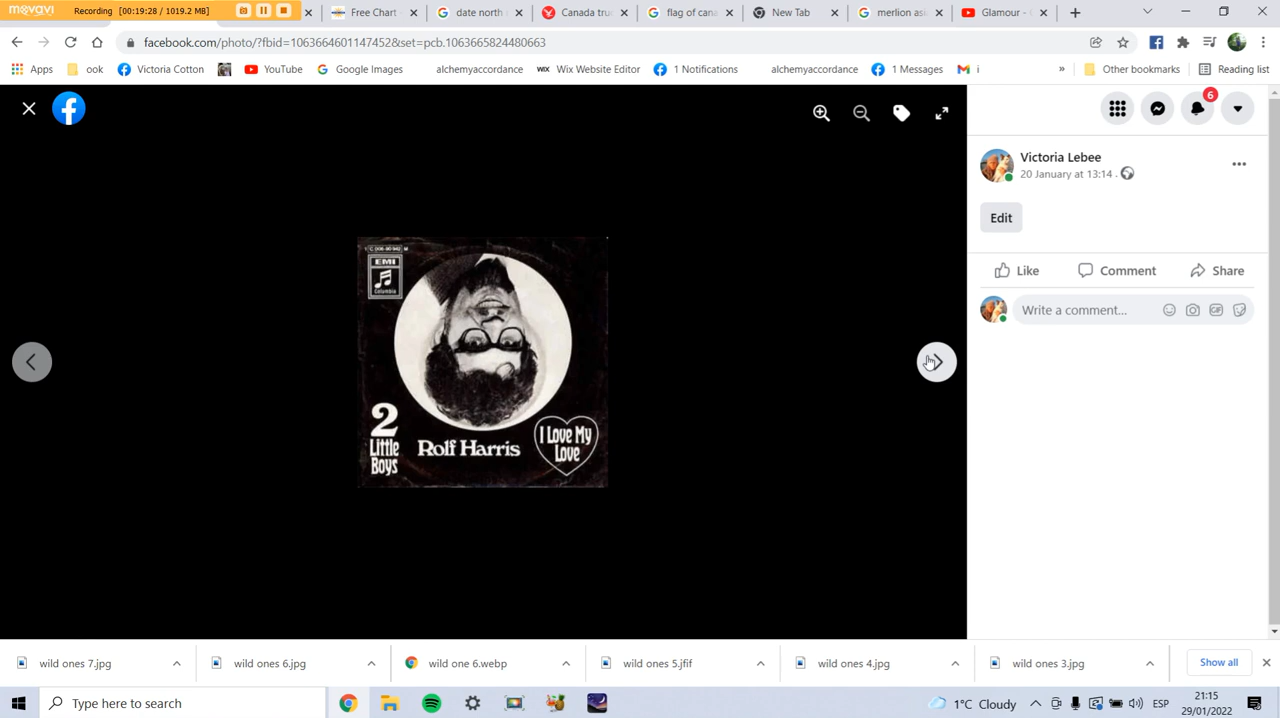 movavi
Recording [00:19:28 / 1019.2 MB]
Free Chart -
date north
Canada truc
flag of cana
New Tab
merlion asi
Glamour -
facebook.com/photo/?fbid=1063664601147452&set=pcb.1063665824480663
Apps
ook
Victoria Cotton
YouTube
Google Images
alchemyaccordance
WIX
Wix Website Editor
1 Notifications
alchemyaccordance
1 Messages
i
»
Other bookmarks
Reading list
6
Victoria Lebee
20 January at 13:14 ·
Edit
Like
Comment
Share
Write a comment...
GIF
EMI
Columbia
2
Little
Boys
Rolf Harris
I Love My
Love
wild ones 7.jpg
wild ones 6.jpg
wild one 6.webp
wild ones 5.jfif
wild ones 4.jpg
wild ones 3.jpg
Show all
Type here to search
1°C Cloudy
ESP
21:15
29/01/2022